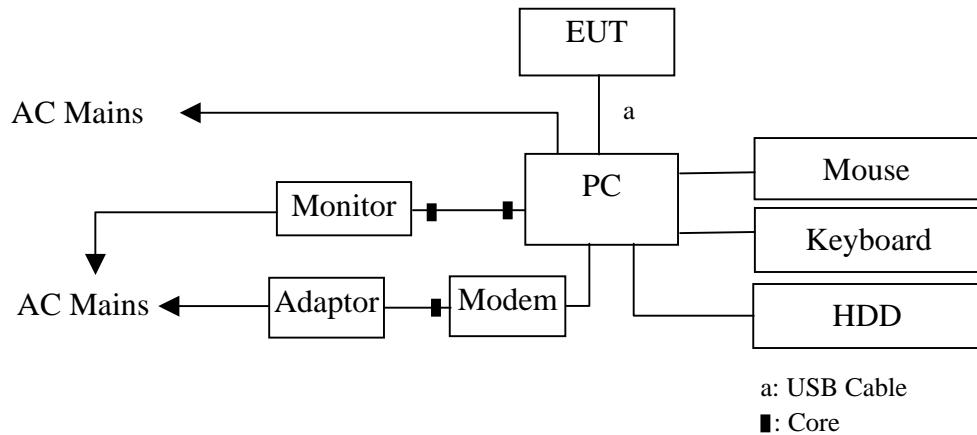 EUT
AC Mains
a
PC
Mouse
Monitor
Keyboard
AC Mains
Adaptor
Modem
HDD
a: USB Cable
: Core